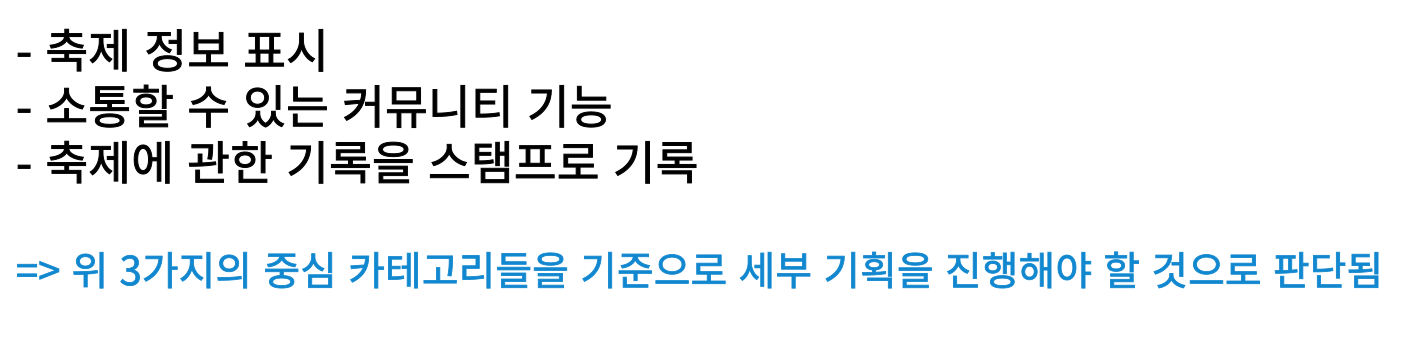 - 축제 정보 표시
- 소통할 수 있는 커뮤니티 기능
- 축제에 관한 기록을 스탬프로 기록
=> 위 3가지의 중심 카테고리들을 기준으로 세부 기획을 진행해야 할 것으로 판단됨